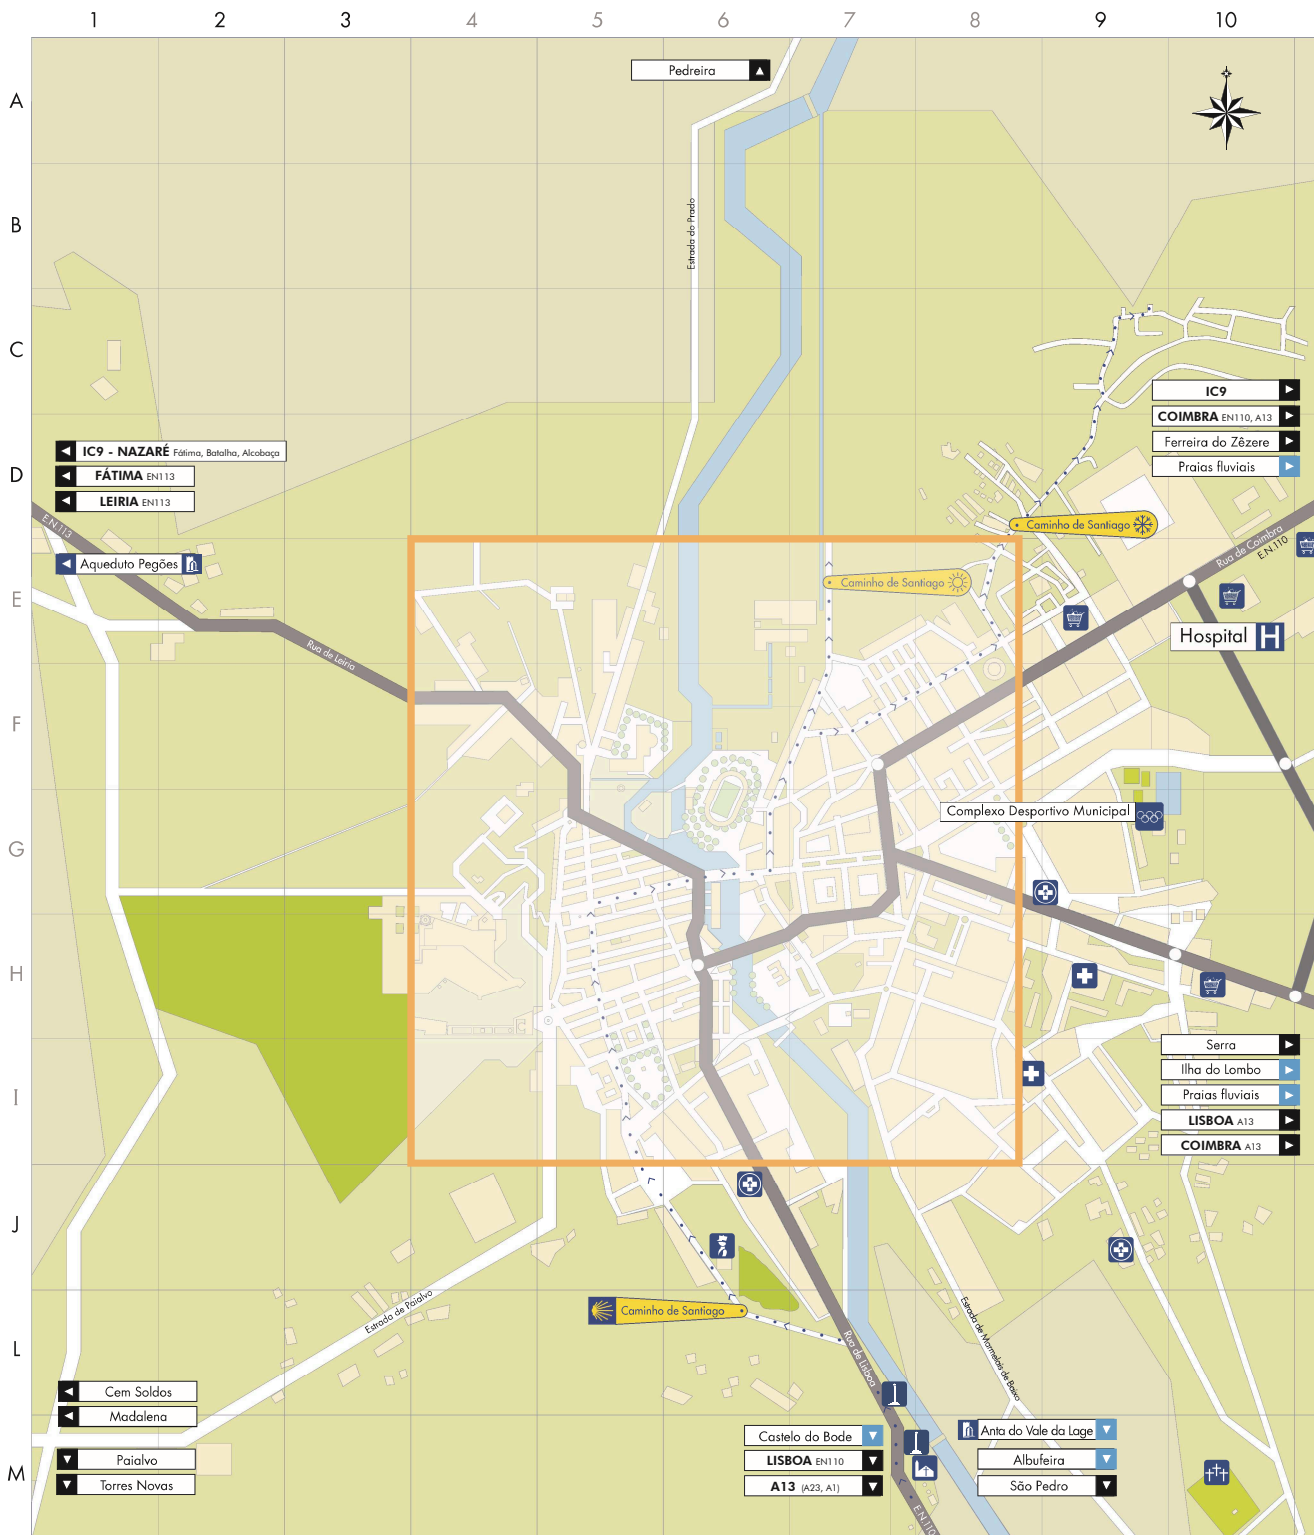 1 2 3 4 5 6 7 8 9 10
A
Pedreira
B
Estrada do Prado
C
IC9
COIMBRA EN110, A13
Ferreira do Zêzere
Praias fluviais
D
IC9 - NAZARÉ Fátima, Batalha, Alcobaça
FÁTIMA EN113
LEIRIA EN113
E.N.113
Caminho de Santiago
Rua de Coimbra
E.N.110
Aqueduto Pegões
Caminho de Santiago
E
Hospital H
Rua de Leiria
F
Complexo Desportivo Municipal
G
H
Serra
Ilha do Lombo
Praias fluviais
LISBOA A13
COIMBRA A13
I
J
Estrada de Paialvo
Caminho de Santiago
Rua de Lisboa
Estrada de Marmelais de Baixo
L
Cem Soldos
Madalena
Paialvo
Torres Novas
Castelo do Bode
LISBOA EN110
A13 (A23, A1)
Anta do Vale da Lage
Albufeira
São Pedro
M
E.N.110